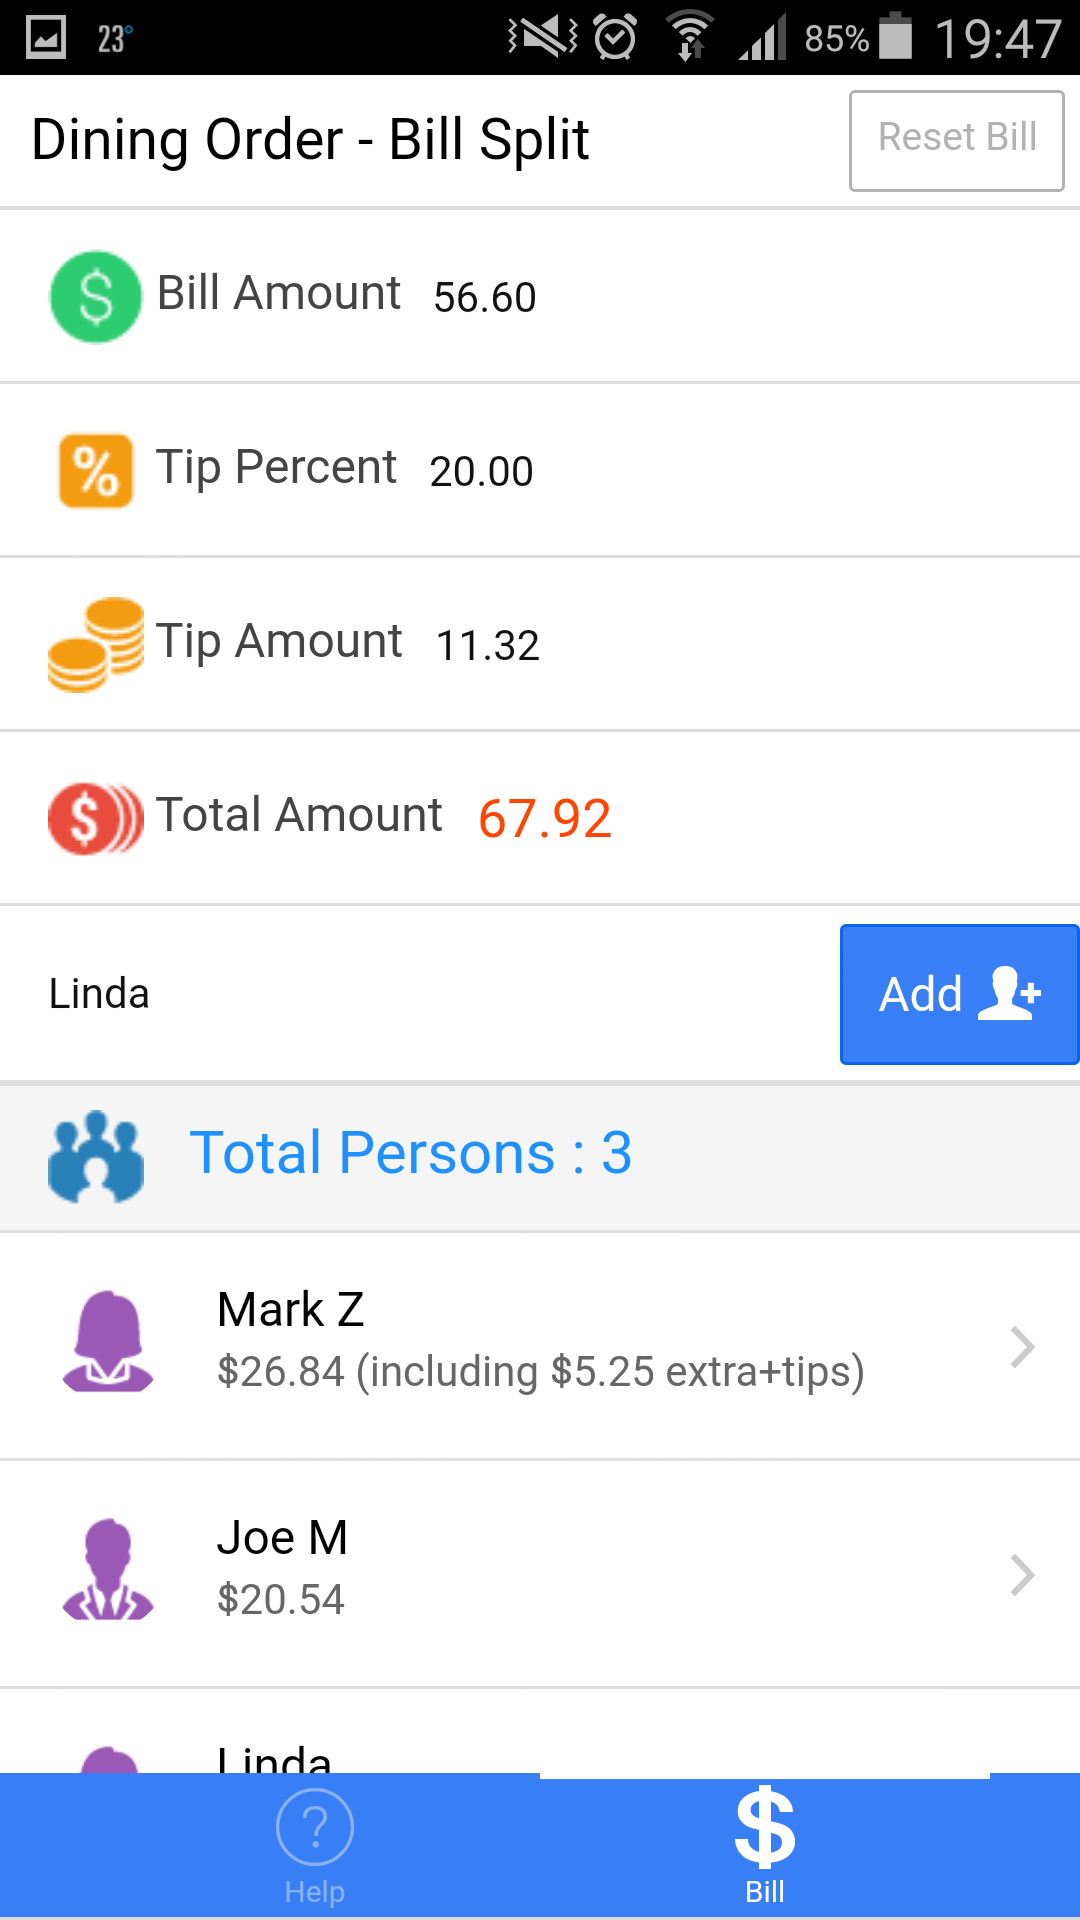 23° 85% 19:47
Dining Order - Bill Split Reset Bill
Bill Amount 56.60
Tip Percent 20.00
Tip Amount 11.32
Total Amount 67.92
Linda Add
Total Persons : 3
Mark Z
$26.84 (including $5.25 extra+tips)
Joe M
$20.54
Linda
Help Bill